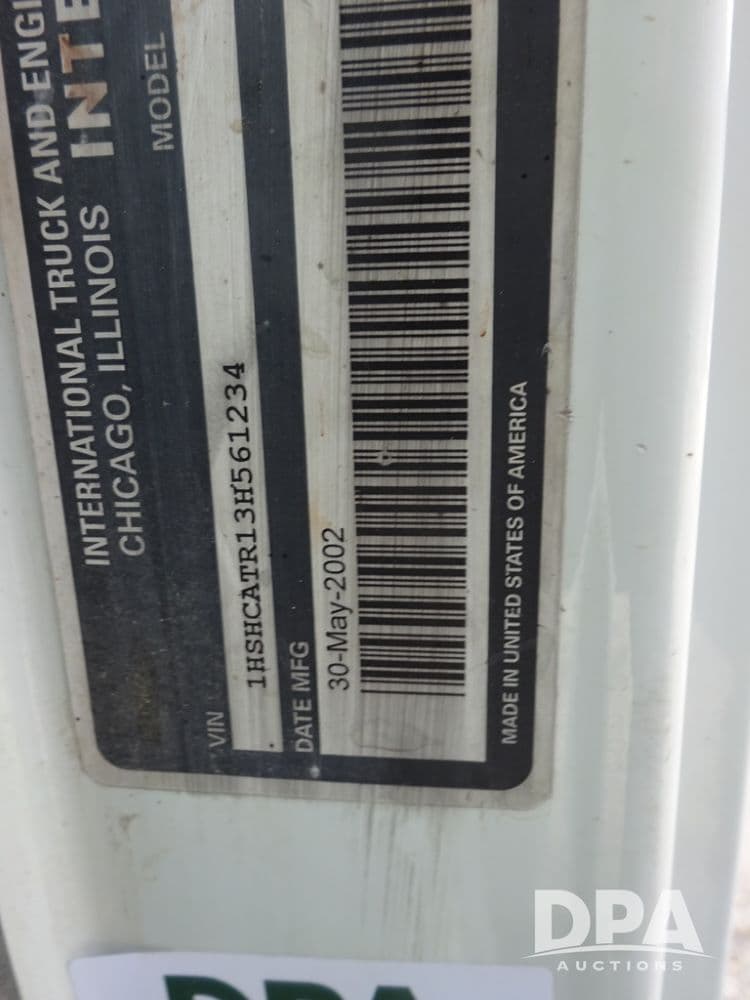 INTERNATIONAL TRUCK AND ENGI
CHICAGO, ILLINOIS INTE
MODEL
VIN
1HSHCATR13H561234
DATE MFG
30-May-2002
MADE IN UNITED STATES OF AMERICA
DPA
DPA
AUCTIONS